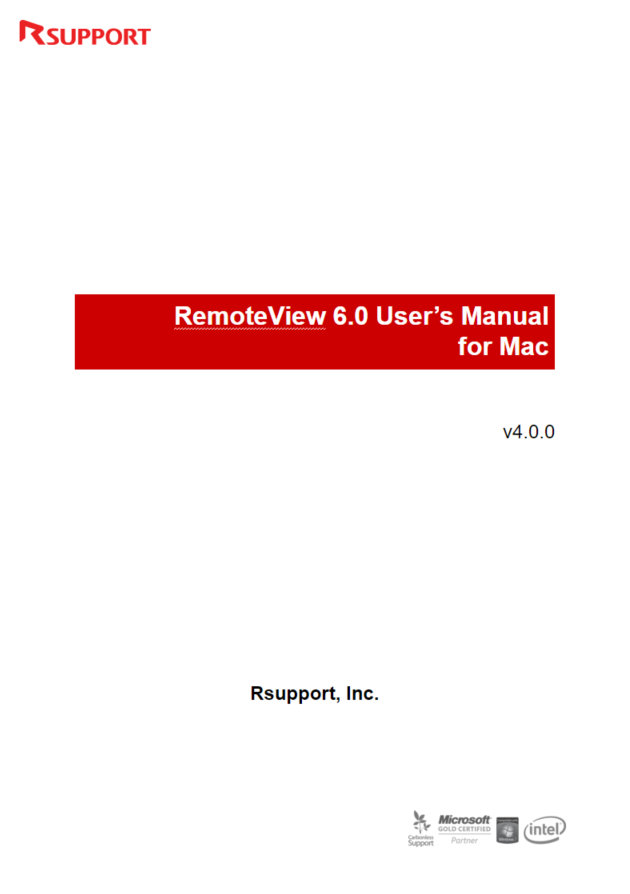 RSUPPORT
RemoteView 6.0 User’s Manual
for Mac
v4.0.0
Rsupport, Inc.
Carbonless
Support
Microsoft
GOLD CERTIFIED
Partner
intel